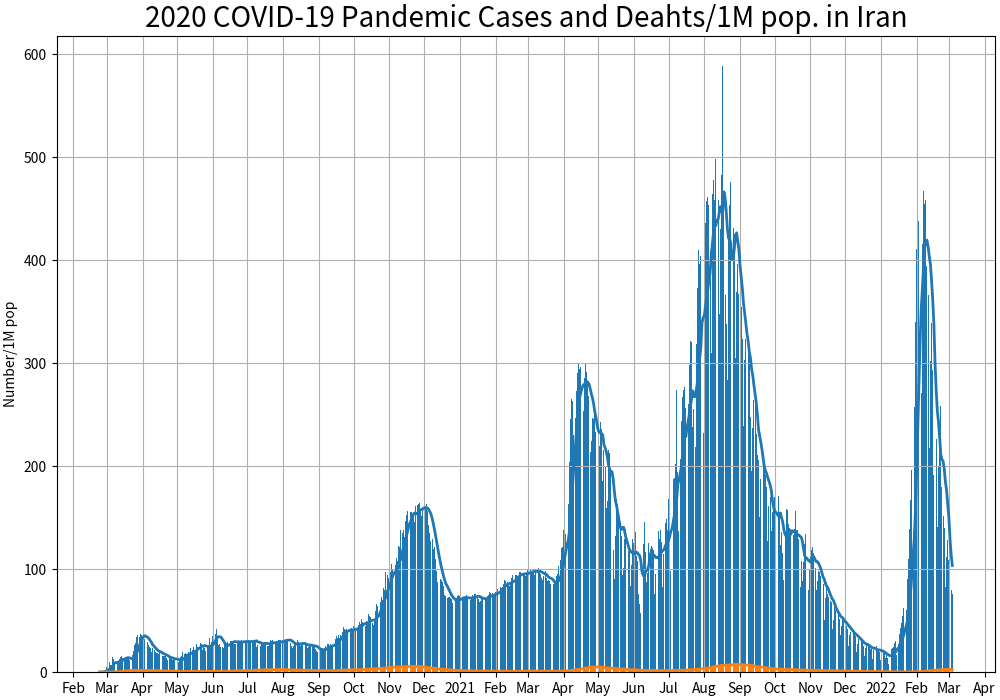 2020 COVID-19 Pandemic Cases and Deahts/1M pop. in Iran
Number/1M pop
600
500
400
300
200
100
0
Feb Mar Apr May Jun Jul Aug Sep Oct Nov Dec 2021 Feb Mar Apr May Jun Jul Aug Sep Oct Nov Dec 2022 Feb Mar Apr